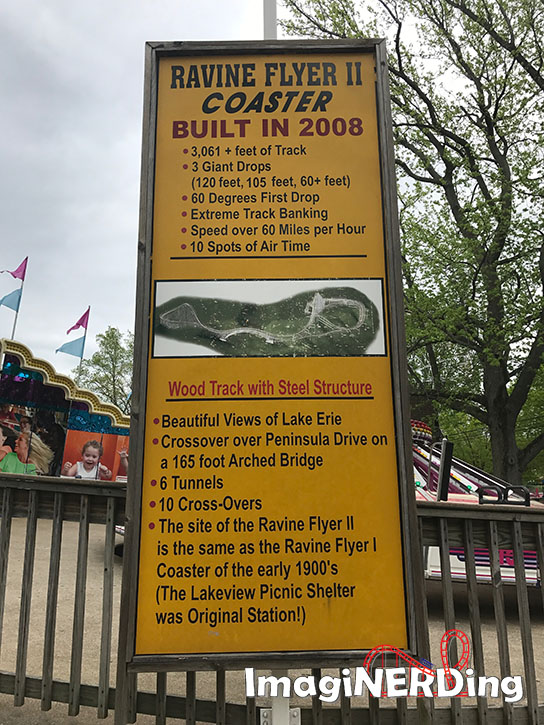 RAVINE FLYER II
COASTER
BUILT IN 2008
• 3,061 + feet of Track
• 3 Giant Drops
(120 feet, 105 feet, 60+ feet)
• 60 Degrees First Drop
• Extreme Track Banking
• Speed over 60 Miles per Hour
• 10 Spots of Air Time
Wood Track with Steel Structure
• Beautiful Views of Lake Erie
• Crossover over Peninsula Drive on
a 165 foot Arched Bridge
• 6 Tunnels
• 10 Cross-Overs
• The site of the Ravine Flyer II
is the same as the Ravine Flyer I
Coaster of the early 1900's
(The Lakeview Picnic Shelter
was Original Station!)
ImagiNERDing